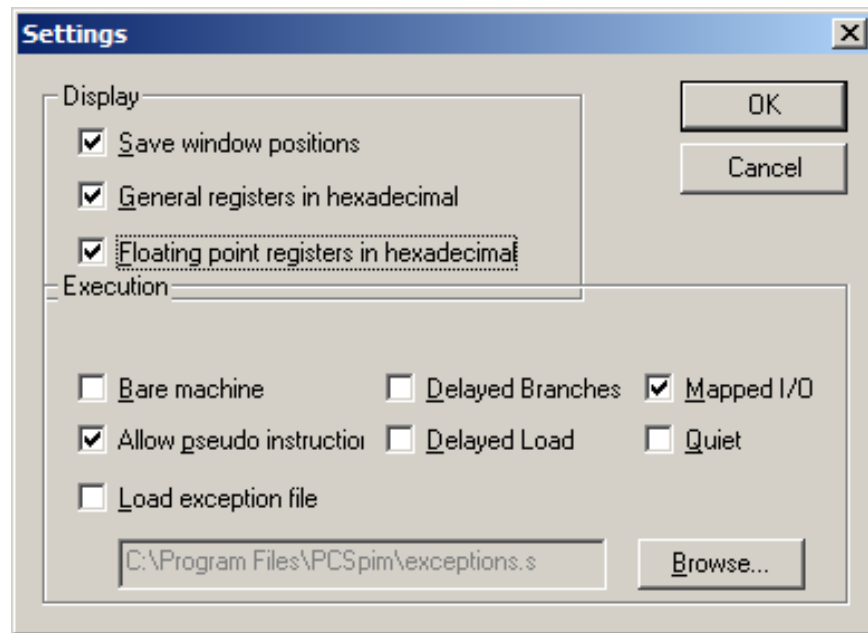 Settings
Display
OK
Save window positions
Cancel
General registers in hexadecimal
Floating point registers in hexadecimal
Execution
Bare machine
Delayed Branches
Mapped I/O
Allow pseudo instruction
Delayed Load
Quiet
Load exception file
C:\Program Files\PCSpim\exceptions.s
Browse...